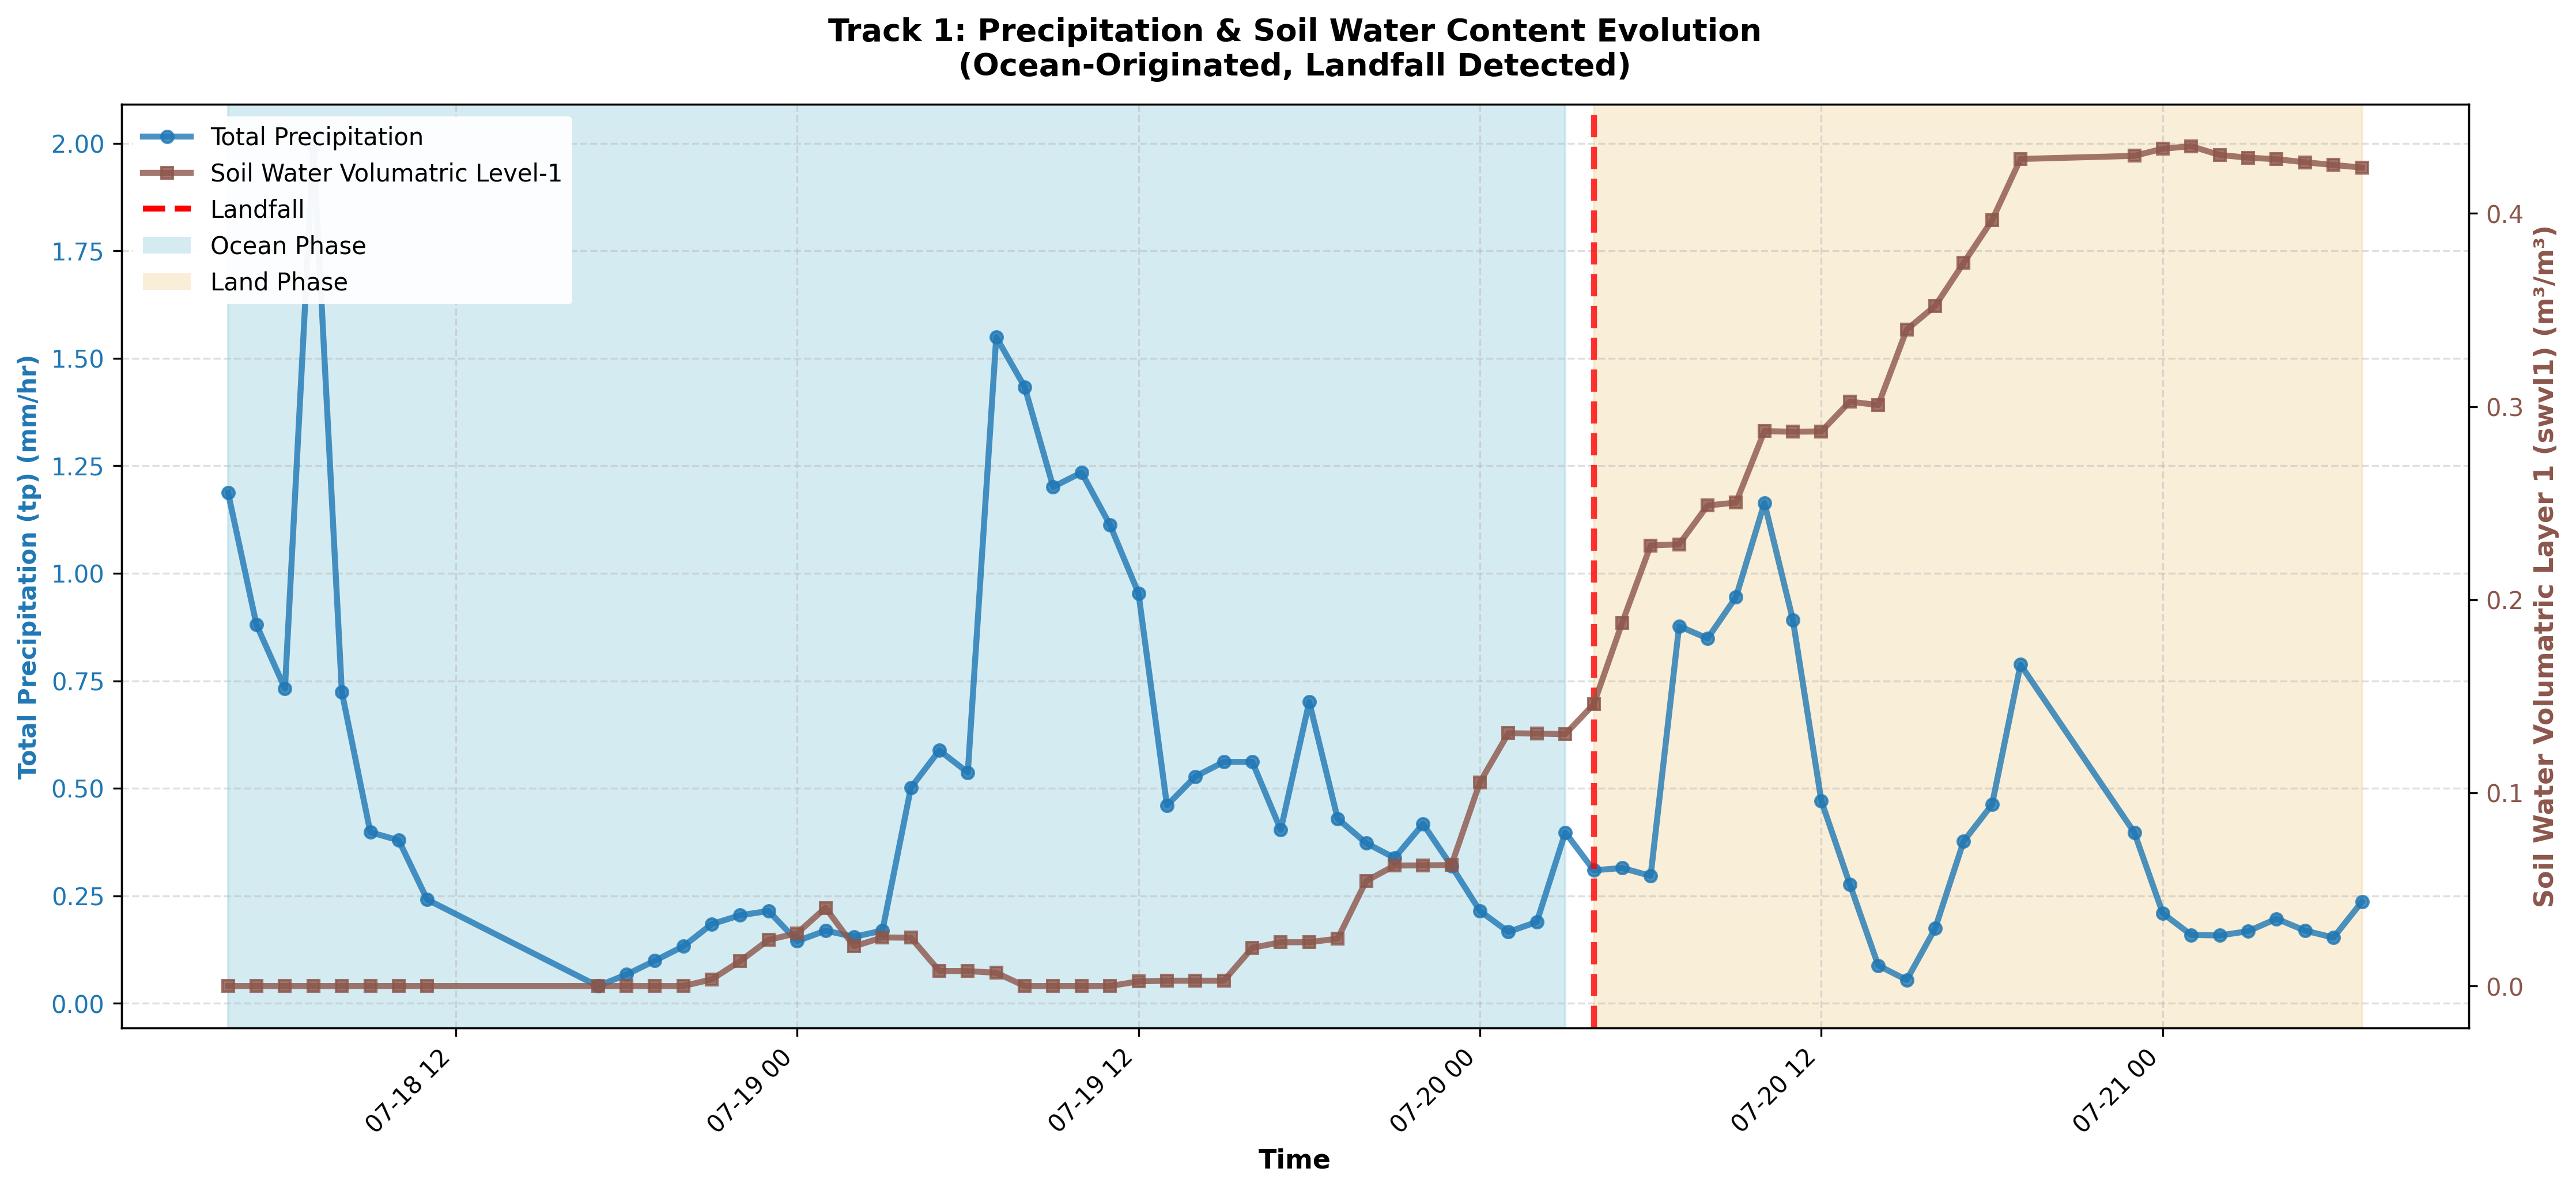 Track 1: Precipitation & Soil Water Content Evolution
(Ocean-Originated, Landfall Detected)
Total Precipitation
Soil Water Volumatric Level-1
Landfall
Ocean Phase
Land Phase
Total Precipitation (tp) (mm/hr)
2.00
1.75
1.50
1.25
1.00
0.75
0.50
0.25
0.00
Soil Water Volumatric Layer 1 (swvl1) (m³/m³)
0.4
0.3
0.2
0.1
0.0
07-18 12
07-19 00
07-19 12
07-20 00
07-20 12
07-21 00
Time